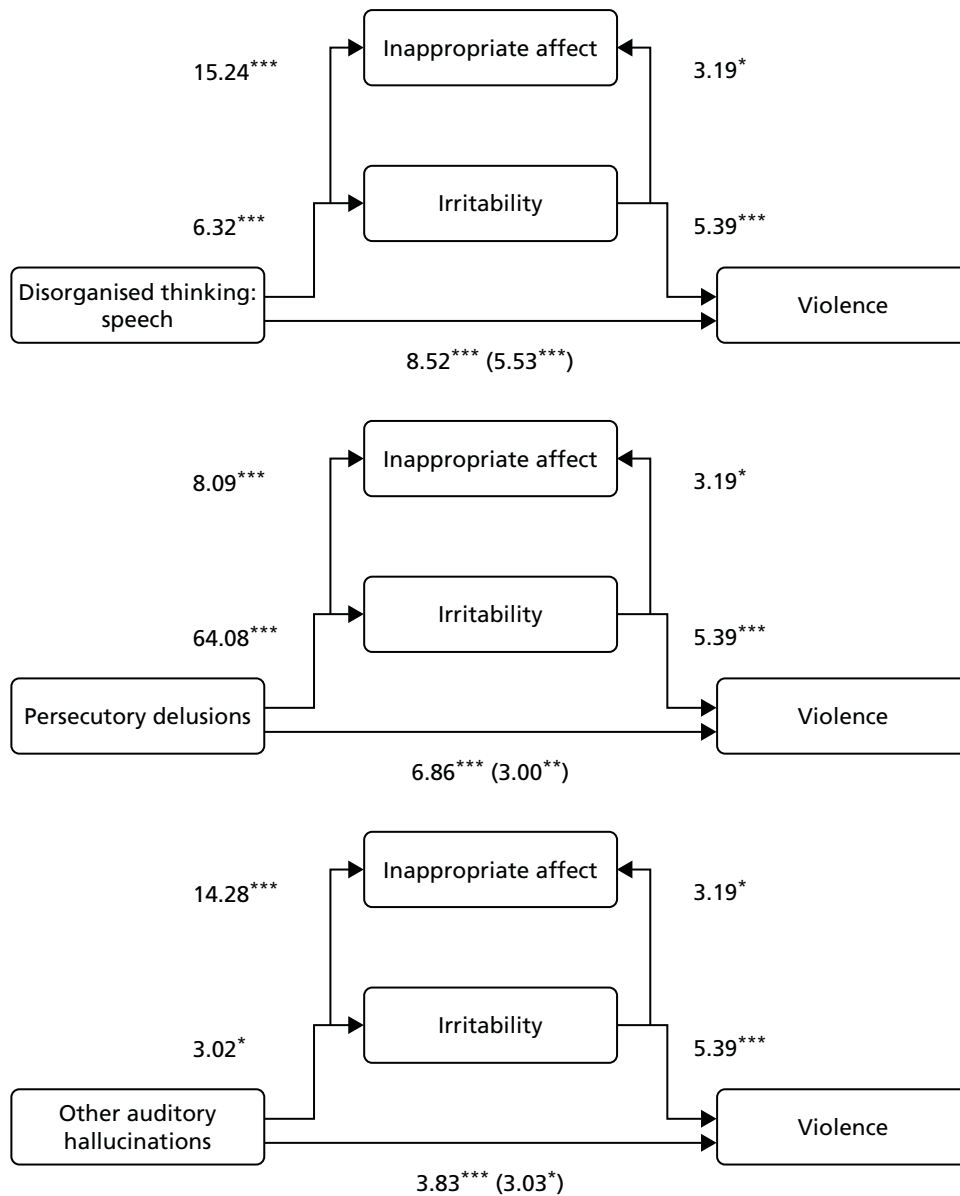 Inappropriate affect
15.24***
3.19*
Irritability
6.32***
5.39***
Disorganised thinking:
speech
Violence
8.52*** (5.53***)
Inappropriate affect
8.09***
3.19*
Irritability
64.08***
5.39***
Persecutory delusions
Violence
6.86*** (3.00**)
Inappropriate affect
14.28***
3.19*
Irritability
3.02*
5.39***
Other auditory
hallucinations
Violence
3.83*** (3.03*)